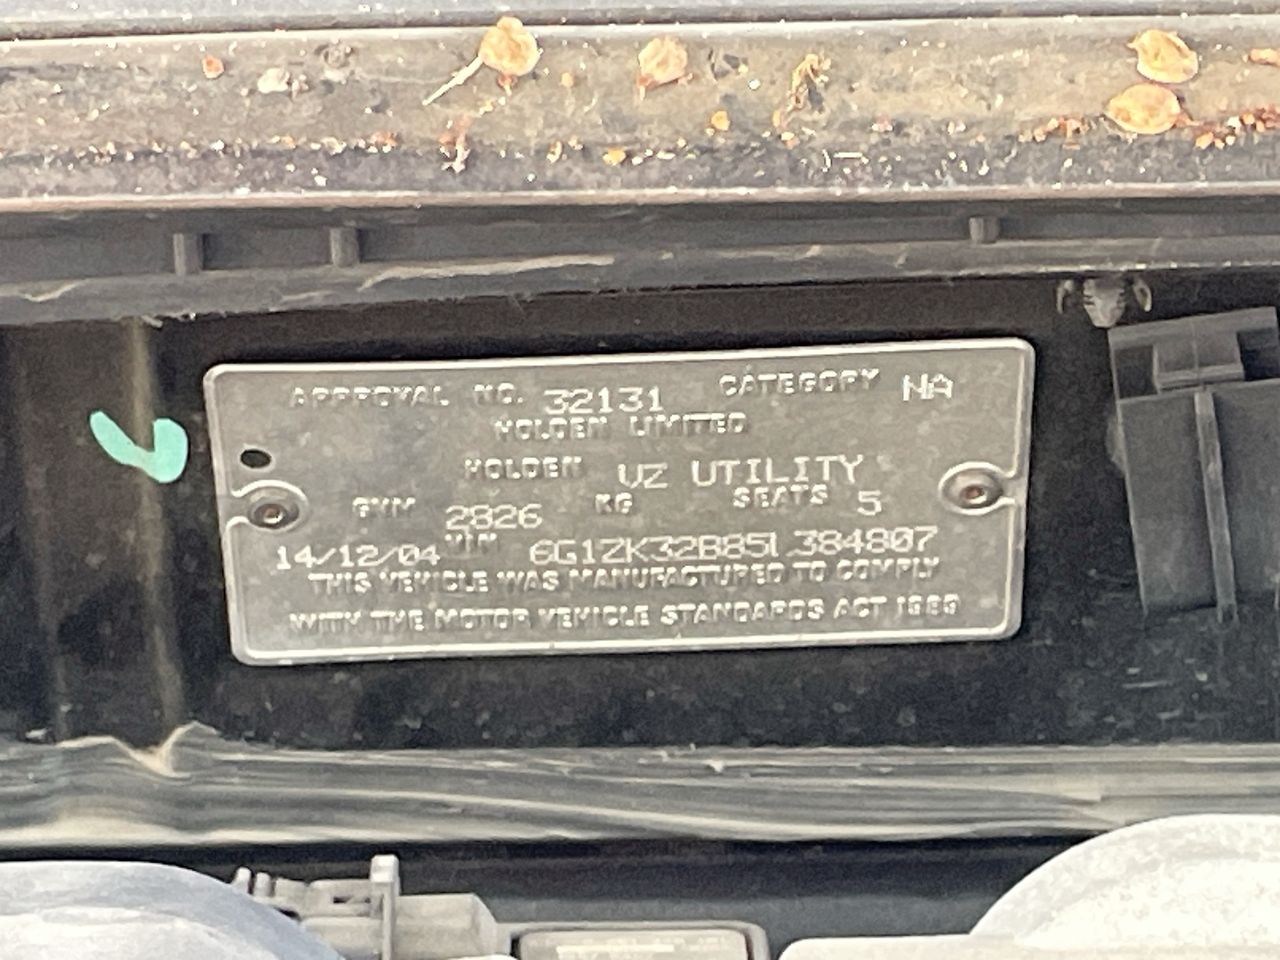 APPROVAL NO. 32131 CATEGORY NA
HOLDEN LIMITED
HOLDEN VZ UTILITY
GVM 2826 KG SEATS 5
14/12/04 VIN 6G1ZK32B85L384807
THIS VEHICLE WAS MANUFACTURED TO COMPLY
WITH THE MOTOR VEHICLE STANDARDS ACT 1989